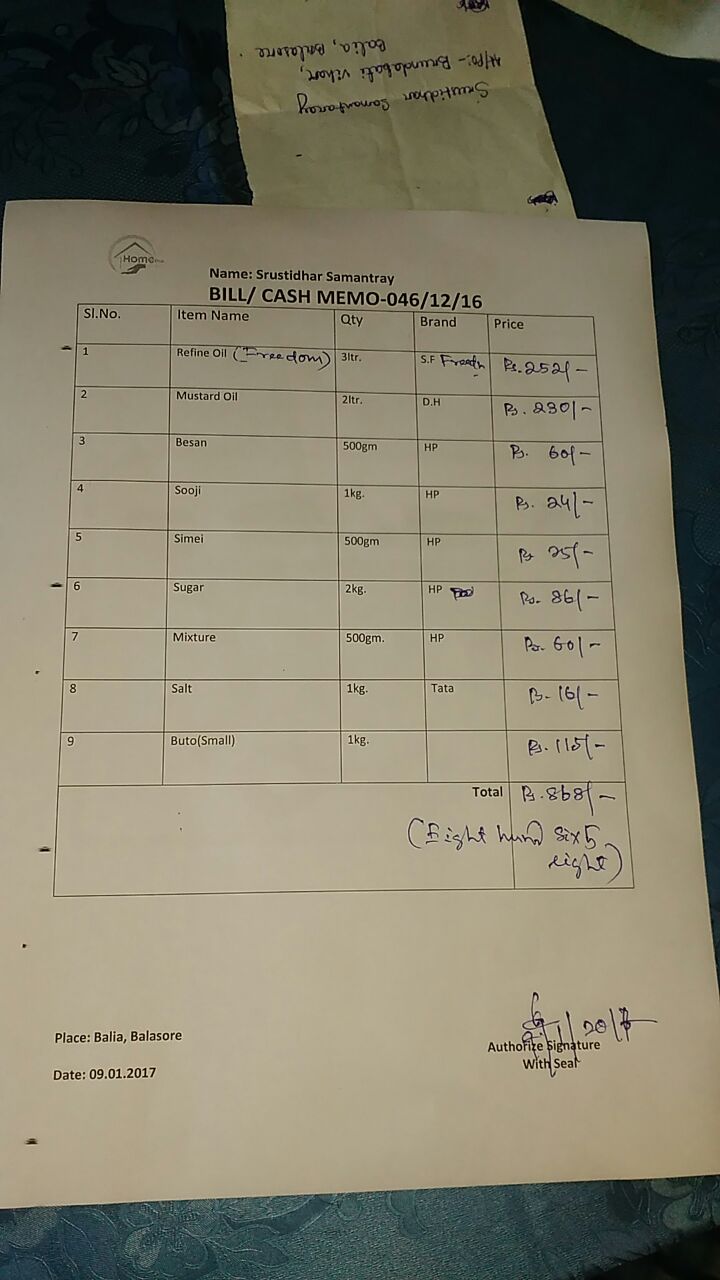 Srustidhar Samantaray
At/Po:- Brundabati vihar,
Balia, Balasore
Home
Name: Srustidhar Samantray
BILL/ CASH MEMO-046/12/16
Sl.No. Item Name Qty Brand Price
1 Refine Oil (Freedom) 3ltr. S.F Rs.252/-
2 Mustard Oil 2ltr. D.H Rs. 230/-
3 Besan 500gm HP Rs. 60/-
4 Sooji 1kg. HP Rs. 24/-
5 Simei 500gm HP Rs 25/-
6 Sugar 2kg. HP Rs. 86/-
7 Mixture 500gm. HP Rs. 60/-
8 Salt 1kg. Tata Rs. 16/-
9 Buto(Small) 1kg. Rs. 115/-
Total Rs.868/-
(Eight hund six5
eight)
Place: Balia, Balasore
Authorize Signature
With Seal
Date: 09.01.2017